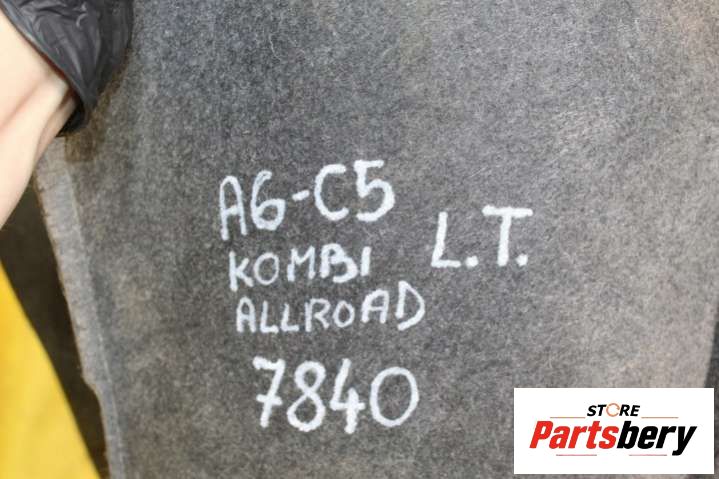 A6-C5
KOMBI
ALLROAD
L.T.
7840
STORE
Partsbery